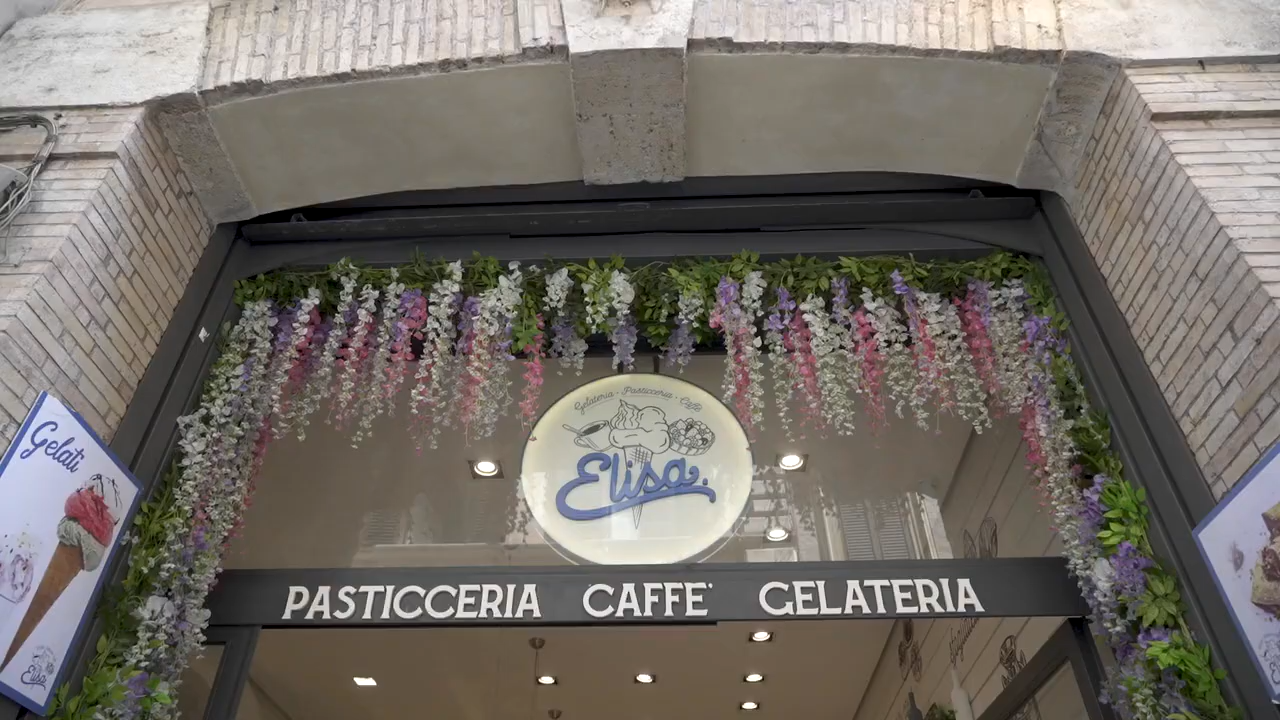 Gelateria - Pasticceria - Caffè
Elisa.
PASTICCERIA CAFFE' GELATERIA
Gelati
Elisa